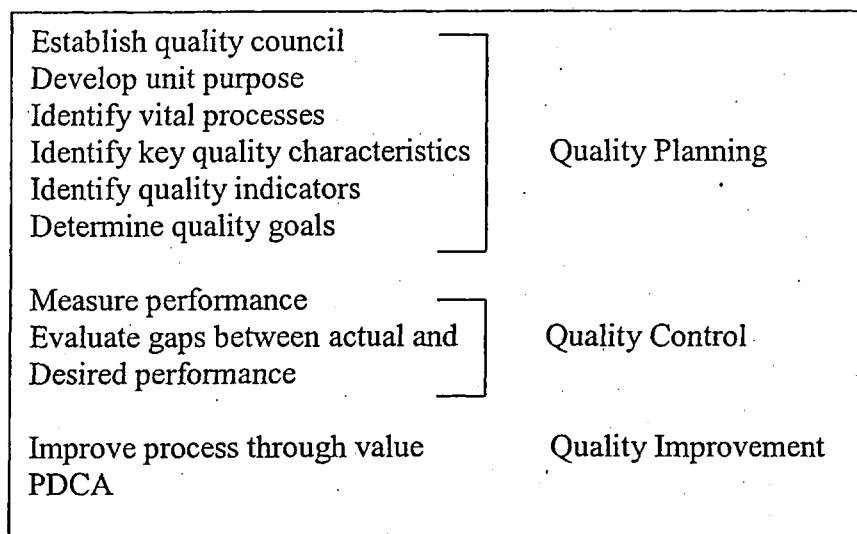 Establish quality council
Develop unit purpose
Identify vital processes
Identify key quality characteristics
Quality Planning
Identify quality indicators
Determine quality goals
Measure performance
Evaluate gaps between actual and
Quality Control
Desired performance
Improve process through value
Quality Improvement
PDCA